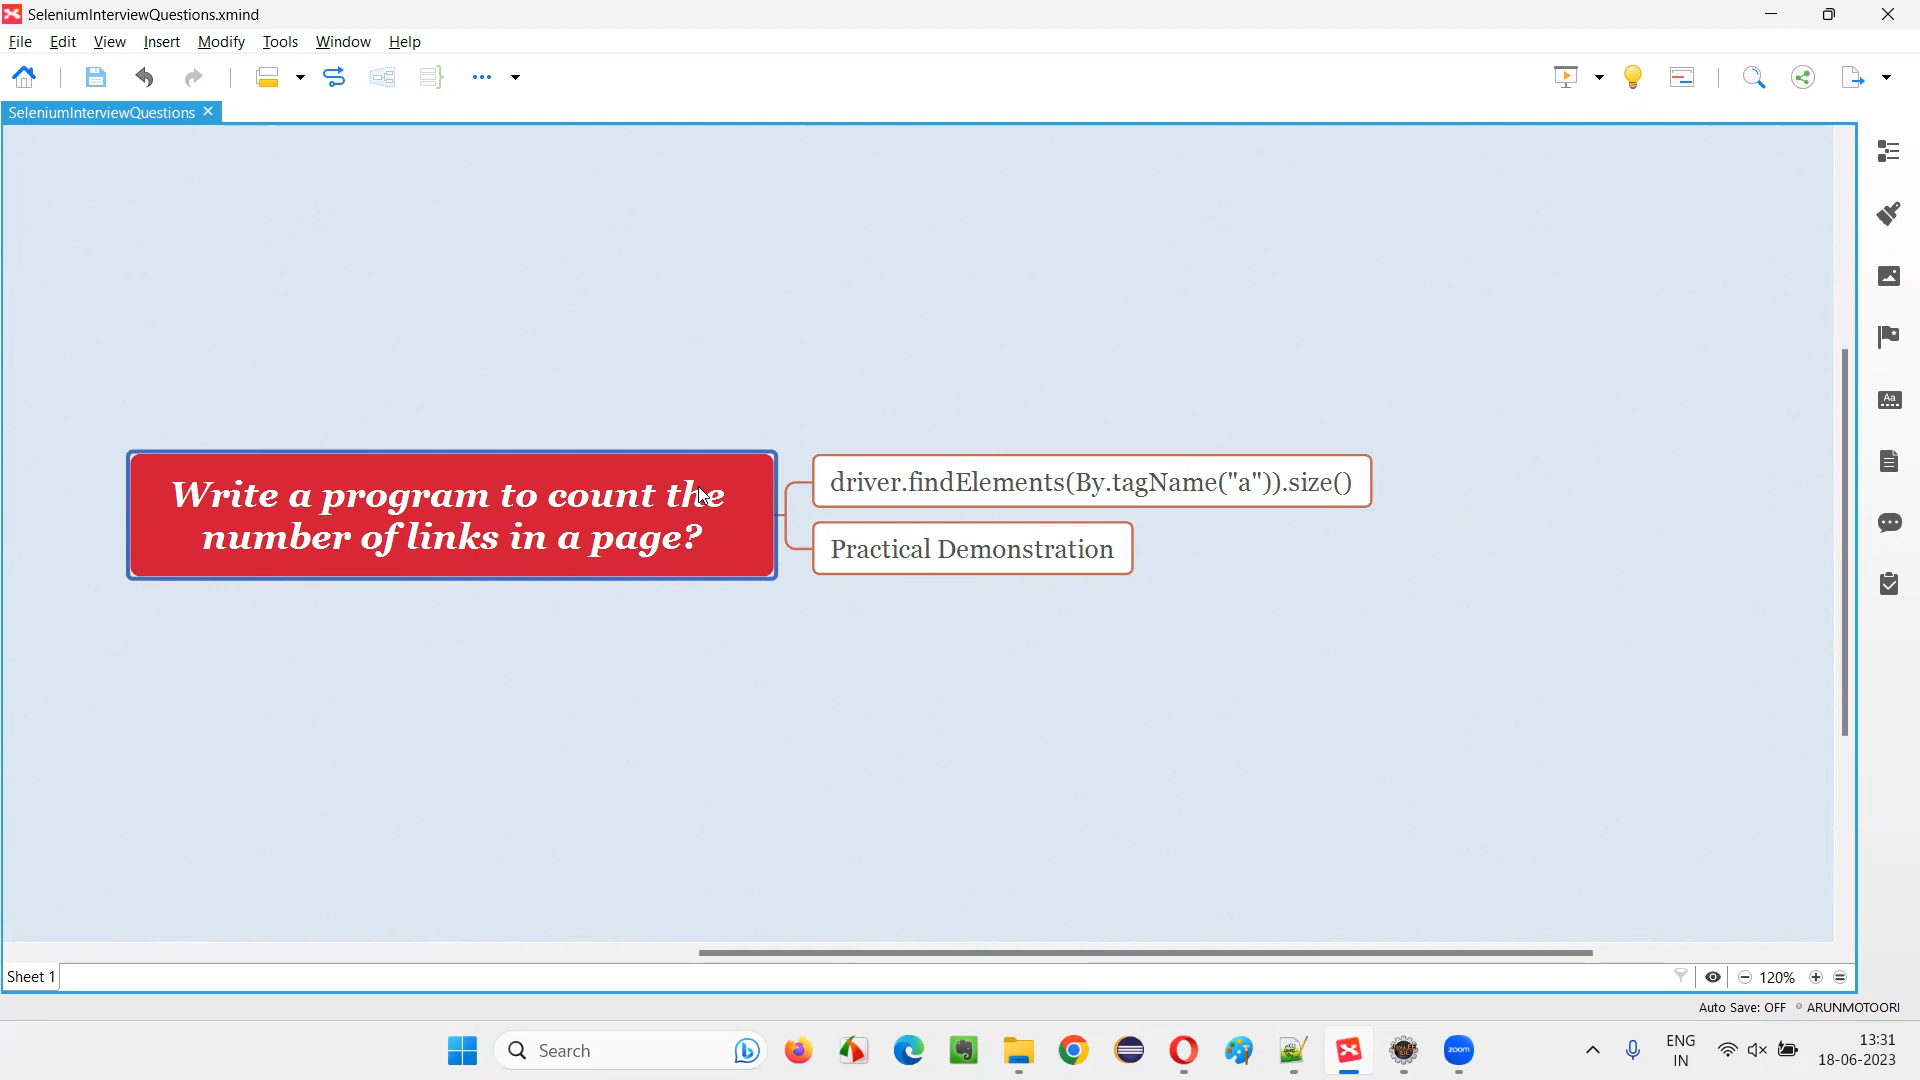 SeleniumInterviewQuestions.xmind
File Edit View Insert Modify Tools Window Help
SeleniumInterviewQuestions
Write a program to count the
number of links in a page?
driver.findElements(By.tagName("a")).size()
Practical Demonstration
Aa
Sheet 1
120%
Auto Save: OFF ARUNMOTOORI
Search
zoom
ENG
IN
13:31
18-06-2023